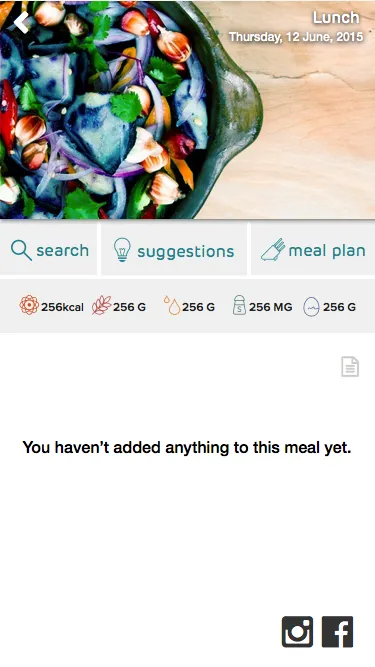 Lunch
Thursday, 12 June, 2015
search
suggestions
meal plan
256kcal
256 G
256 G
S
256 MG
256 G
You haven’t added anything to this meal yet.